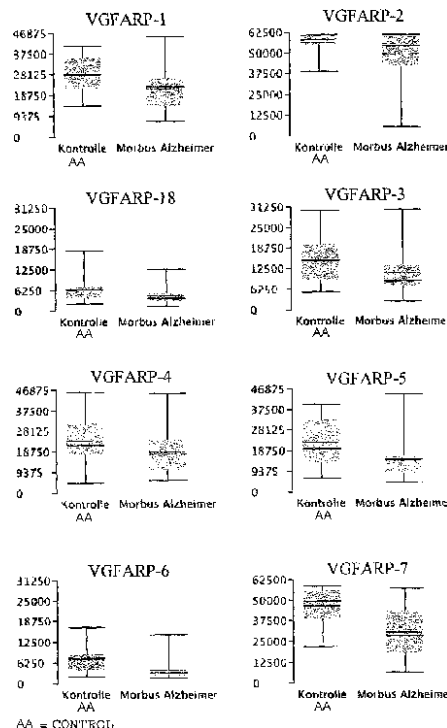 VGFARP-1
46875
37500
28125
18750
9375
0
Kontrolle Morbus Alzheimer
AA
VGFARP-2
62500
50000
37500
25000
12500
0
Kontrolle Morbus Alzheimer
AA
VGFARP-18
31250
25000
18750
12500
6250
0
Kontrolle Morbus Alzheimer
AA
VGFARP-3
31250
25000
18750
12500
6250
0
Kontrolle Morbus Alzheimer
AA
VGFARP-4
46875
37500
28125
18750
9375
0
Kontrolle Morbus Alzheimer
AA
VGFARP-5
46875
37500
28125
18750
9375
0
Kontrolle Morbus Alzheimer
AA
VGFARP-6
31250
25000
18750
12500
6250
0
Kontrolle Morbus Alzheimer
AA
VGFARP-7
62500
50000
37500
25000
12500
0
Kontrolle Morbus Alzheimer
AA
AA = CONTROL